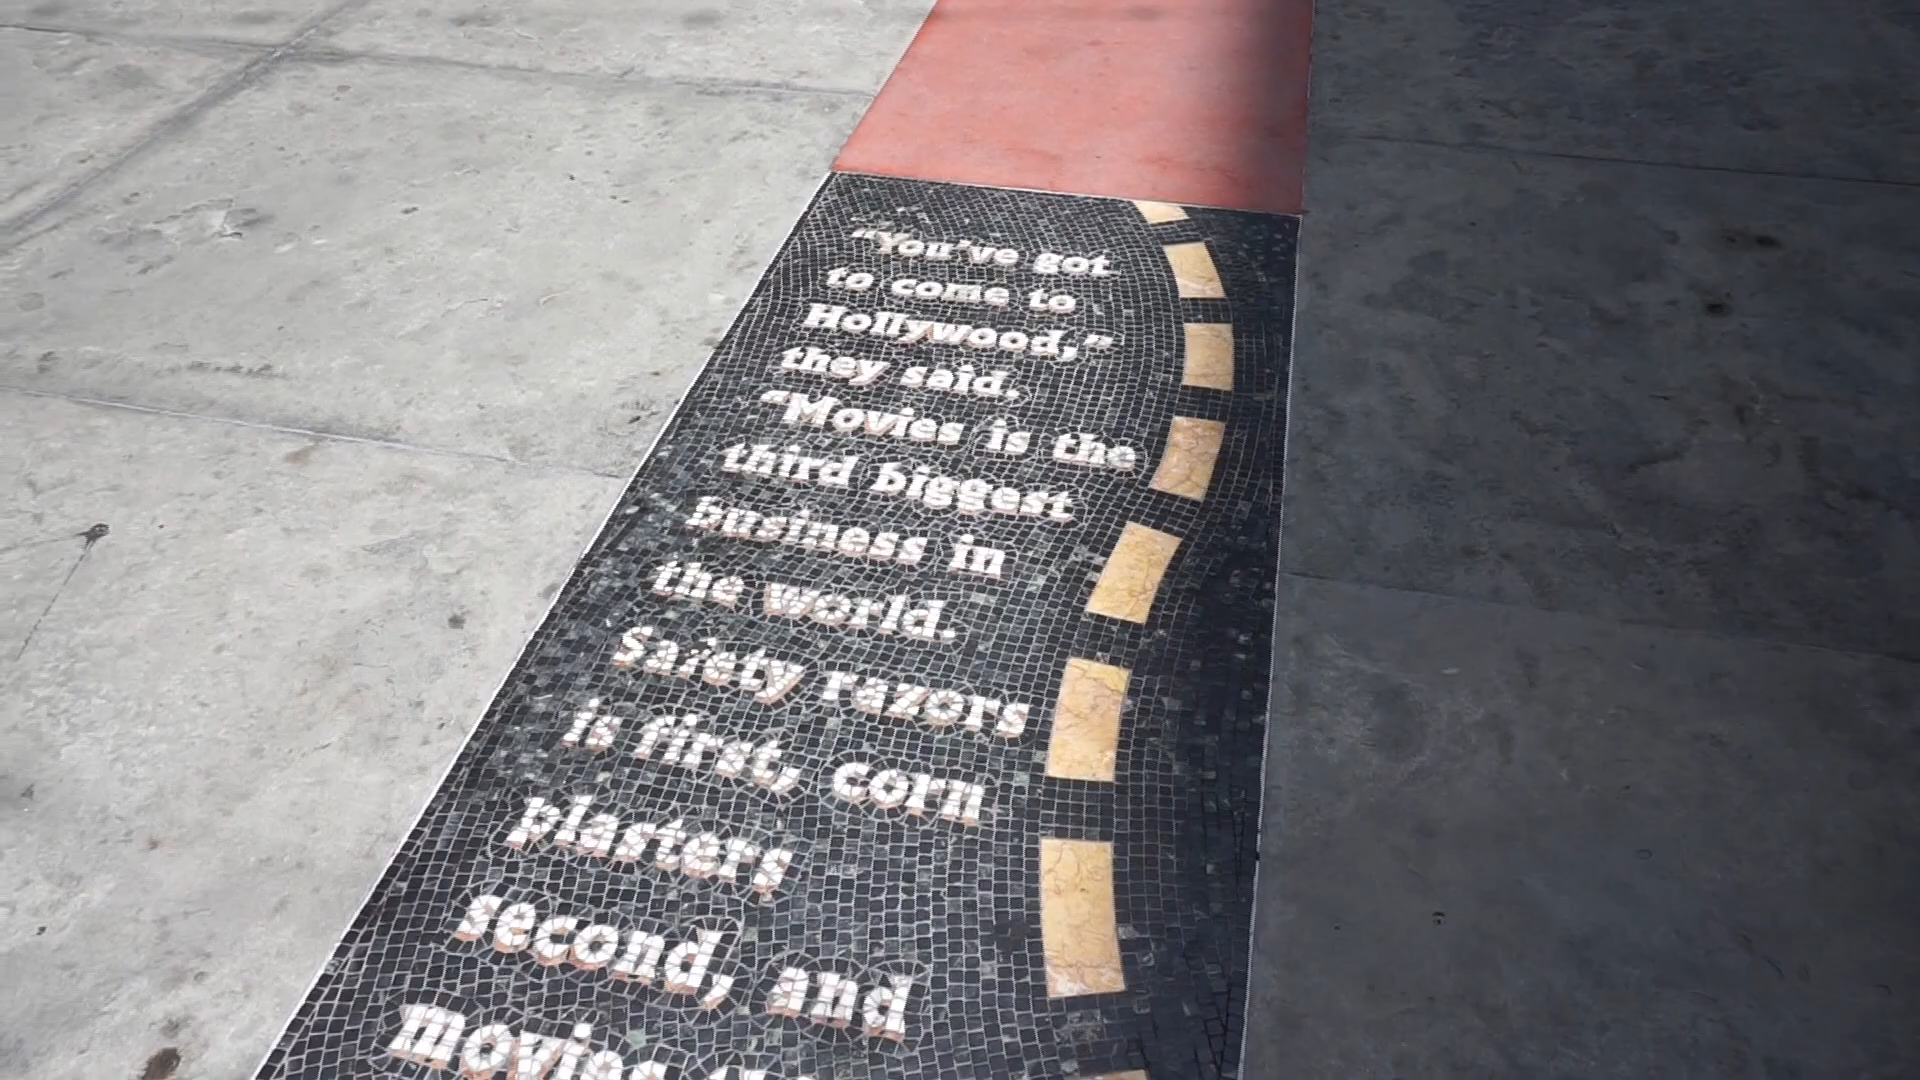 “You’ve got
to come to
Hollywood,”
they said.
“Movies is the
third biggest
business in
the world.
Safety razors
is first, corn
plasters
second, and
movies